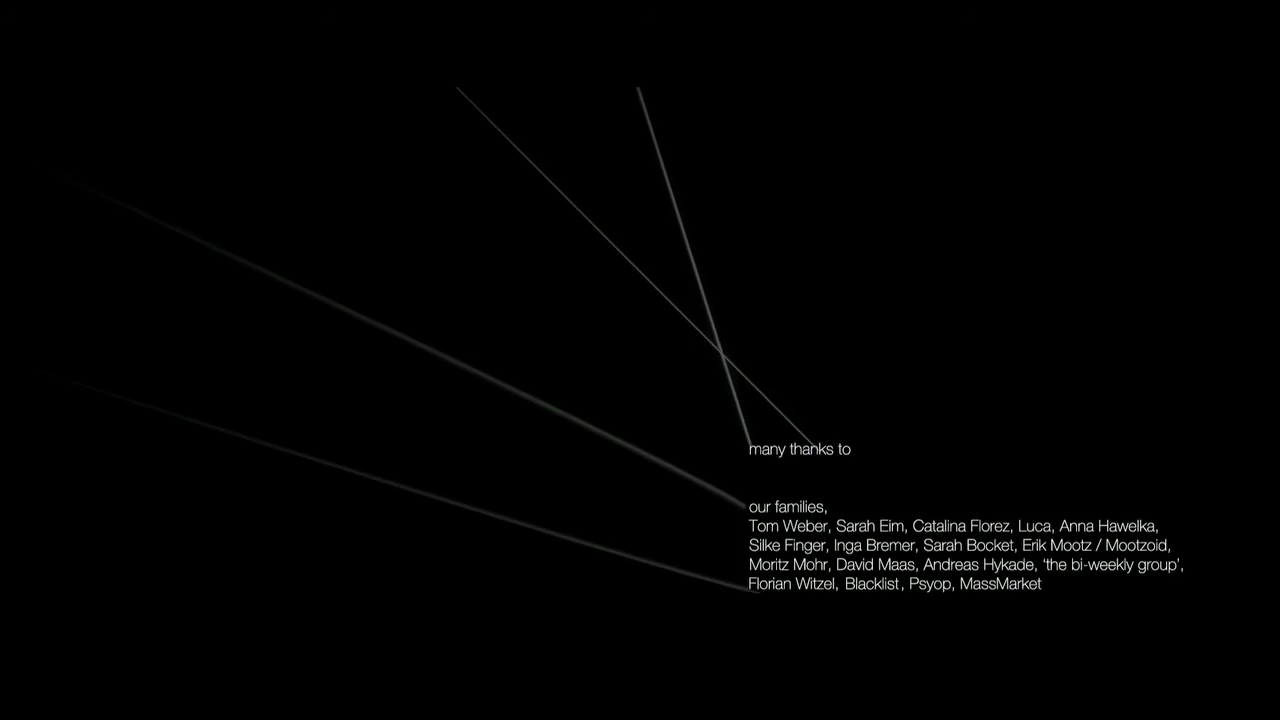 many thanks to
our families,
Tom Weber, Sarah Eim, Catalina Florez, Luca, Anna Hawelka,
Silke Finger, Inga Bremer, Sarah Bocket, Erik Mootz / Mootzoid,
Moritz Mohr, David Maas, Andreas Hykade, ‘the bi-weekly group’,
Florian Witzel, Blacklist, Psyop, MassMarket